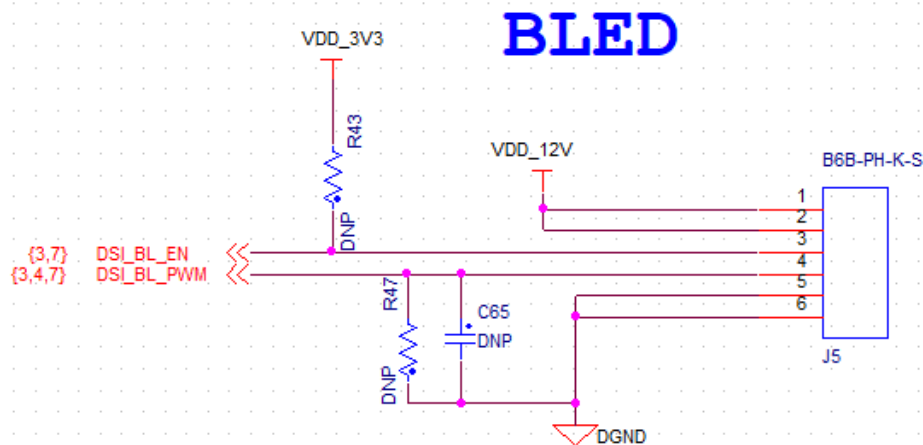 BLED
VDD_3V3
R43
DNP
VDD_12V
B6B-PH-K-S
1
2
3
4
5
6
J5
{3,7} DSI_BL_EN
{3,4,7} DSI_BL_PWM
R47
DNP
C65
DNP
DGND